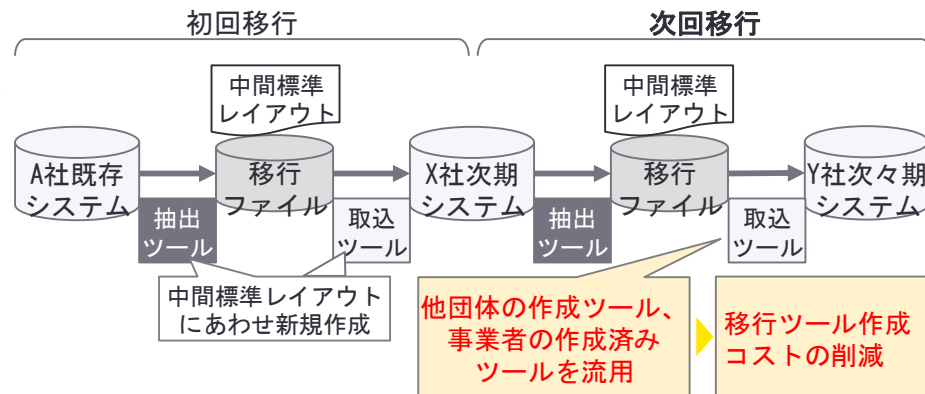 初回移行
次回移行
中間標準
レイアウト
中間標準
レイアウト
A社既存
システム
移行
ファイル
X社次期
システム
移行
ファイル
Y社次々期
システム
抽出
ツール
取込
ツール
抽出
ツール
取込
ツール
中間標準レイアウト
にあわせ新規作成
他団体の作成ツール、
事業者の作成済み
ツールを流用
移行ツール作成
コストの削減